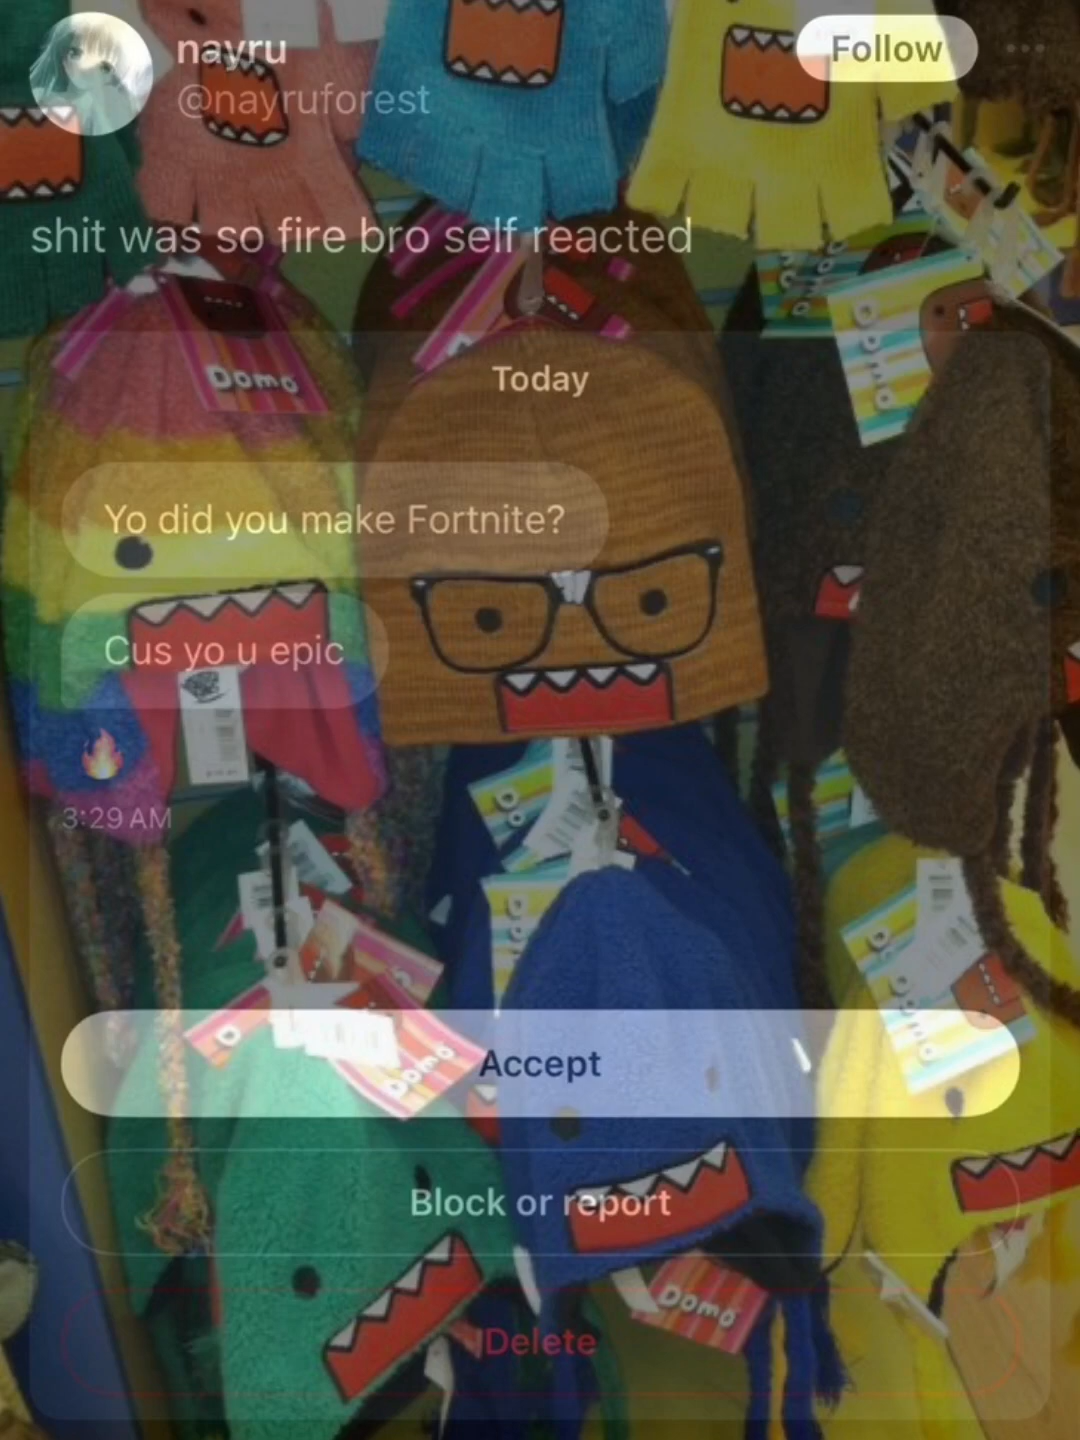 nayru
Follow
@nayruforest
shit was so fire bro self reacted
Today
Domo
Yo did you make Fortnite?
Cus yo u epic
🔥
3:29 AM
Accept
Domo
Block or report
Domo
Delete